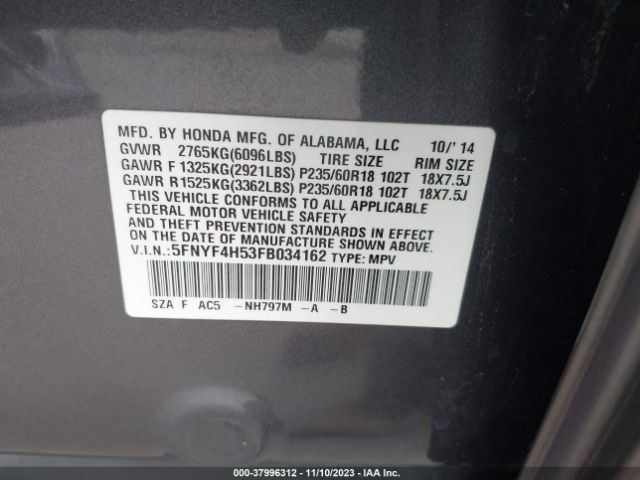 MFD. BY HONDA MFG. OF ALABAMA, LLC 10/'14
GVWR 2765KG(6096LBS) TIRE SIZE RIM SIZE
GAWR F 1325KG(2921LBS) P235/60R18 102T 18X7.5J
GAWR R1525KG(3362LBS) P235/60R18 102T 18X7.5J
THIS VEHICLE CONFORMS TO ALL APPLICABLE
FEDERAL MOTOR VEHICLE SAFETY
AND THEFT PREVENTION STANDARDS IN EFFECT
ON THE DATE OF MANUFACTURE SHOWN ABOVE.
V.I.N.:5FNYF4H53FB034162 TYPE: MPV
SZA F AC5 -NH797M -A -B
000-37996312 — 11/10/2023 — IAA Inc.